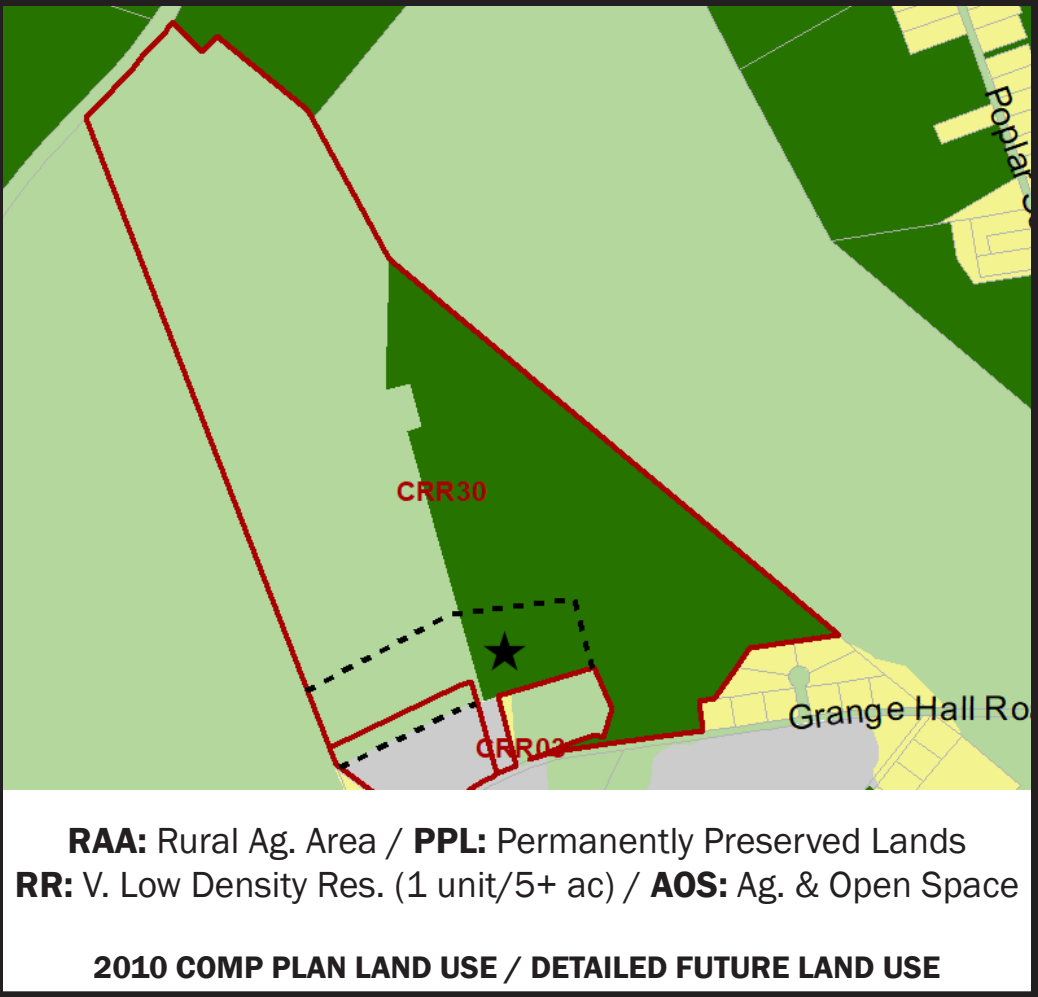 Poplar
CRR30
Grange Hall Ro
CRR03
RAA: Rural Ag. Area / PPL: Permanently Preserved Lands
RR: V. Low Density Res. (1 unit/5+ ac) / AOS: Ag. & Open Space
2010 COMP PLAN LAND USE / DETAILED FUTURE LAND USE